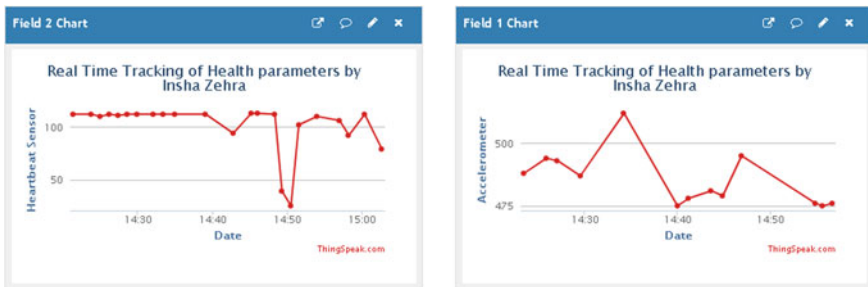 Field 2 Chart
Real Time Tracking of Health parameters by
Insha Zehra
Heartbeat Sensor
100
50
14:30
14:40
14:50
15:00
Date
ThingSpeak.com
Field 1 Chart
Real Time Tracking of Health parameters by
Insha Zehra
Accelerometer
500
475
14:30
14:40
14:50
Date
ThingSpeak.com